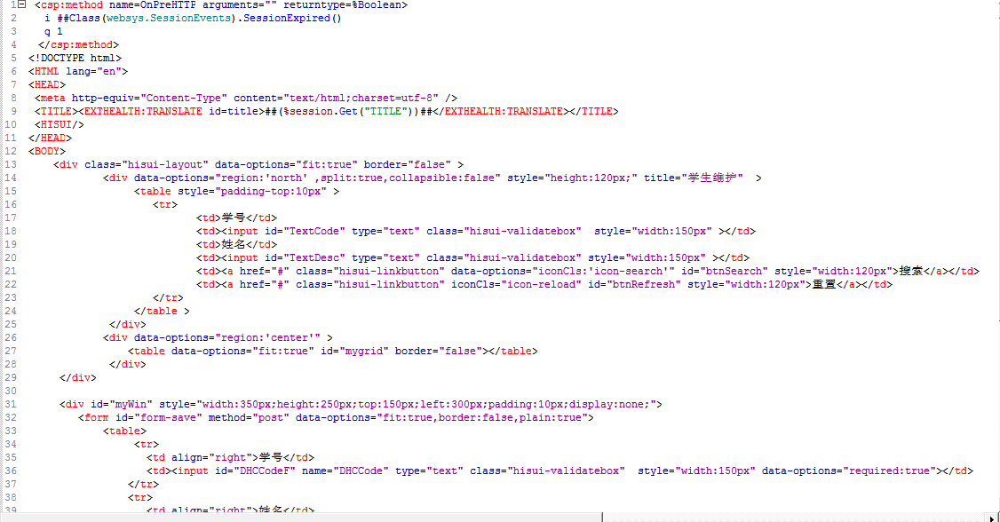 1 <csp:method name=OnPreHTTP arguments="" returntype=%Boolean>
2 i ##Class(websys.SessionEvents).SessionExpired()
3 q 1
4 </csp:method>
5 <!DOCTYPE html>
6 <HTML lang="en">
7 <HEAD>
8 <meta http-equiv="Content-Type" content="text/html;charset=utf-8" />
9 <TITLE><EXTHEALTH:TRANSLATE id=title>##(%session.Get("TITLE"))##</EXTHEALTH:TRANSLATE></TITLE>
10 <HISUI/>
11 </HEAD>
12 <BODY>
13 <div class="hisui-layout" data-options="fit:true" border="false" >
14 <div data-options="region:'north' ,split:true,collapsible:false" style="height:120px;" title="学生维护"  >
15 <table style="padding-top:10px" >
16 <tr>
17 <td>学号</td>
18 <td><input id="TextCode" type="text" class="hisui-validatebox"  style="width:150px" ></td>
19 <td>姓名</td>
20 <td><input id="TextDesc" type="text" class="hisui-validatebox" style="width:150px" ></td>
21 <td><a href="#" class="hisui-linkbutton" data-options="iconCls:'icon-search'" id="btnSearch" style="width:120px">搜索</a></td>
22 <td><a href="#" class="hisui-linkbutton" iconCls="icon-reload" id="btnRefresh" style="width:120px">重置</a></td>
23 </tr>
24 </table >
25 </div>
26 <div data-options="region:'center'" >
27 <table data-options="fit:true" id="mygrid" border="false"></table>
28 </div>
29 </div>
30
31 <div id="myWin" style="width:350px;height:250px;top:150px;left:300px;padding:10px;display:none;">
32 <form id="form-save" method="post" data-options="fit:true,border:false,plain:true">
33 <table>
34 <tr>
35 <td align="right">学号</td>
36 <td><input id="DHCCodeF" name="DHCCode" type="text" class="hisui-validatebox"  style="width:150px" data-options="required:true"></td>
37 </tr>
38 <tr>
39 <td align="right">姓名</td>